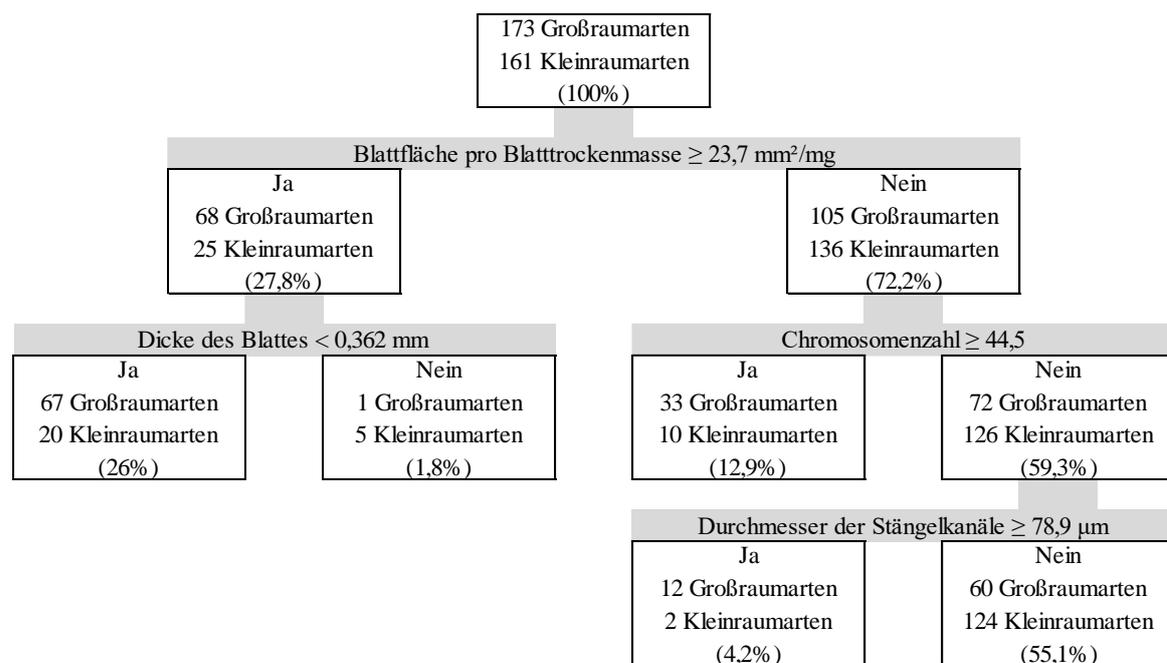 173 Großraumarten
161 Kleinraumarten
(100%)
Blattfläche pro Blatttrockenmasse ≥ 23,7 mm²/mg
Ja
68 Großraumarten
25 Kleinraumarten
(27,8%)
Nein
105 Großraumarten
136 Kleinraumarten
(72,2%)
Dicke des Blattes < 0,362 mm
Ja
67 Großraumarten
20 Kleinraumarten
(26%)
Nein
1 Großraumarten
5 Kleinraumarten
(1,8%)
Chromosomenzahl ≥ 44,5
Ja
33 Großraumarten
10 Kleinraumarten
(12,9%)
Nein
72 Großraumarten
126 Kleinraumarten
(59,3%)
Durchmesser der Stängelkanäle ≥ 78,9 µm
Ja
12 Großraumarten
2 Kleinraumarten
(4,2%)
Nein
60 Großraumarten
124 Kleinraumarten
(55,1%)